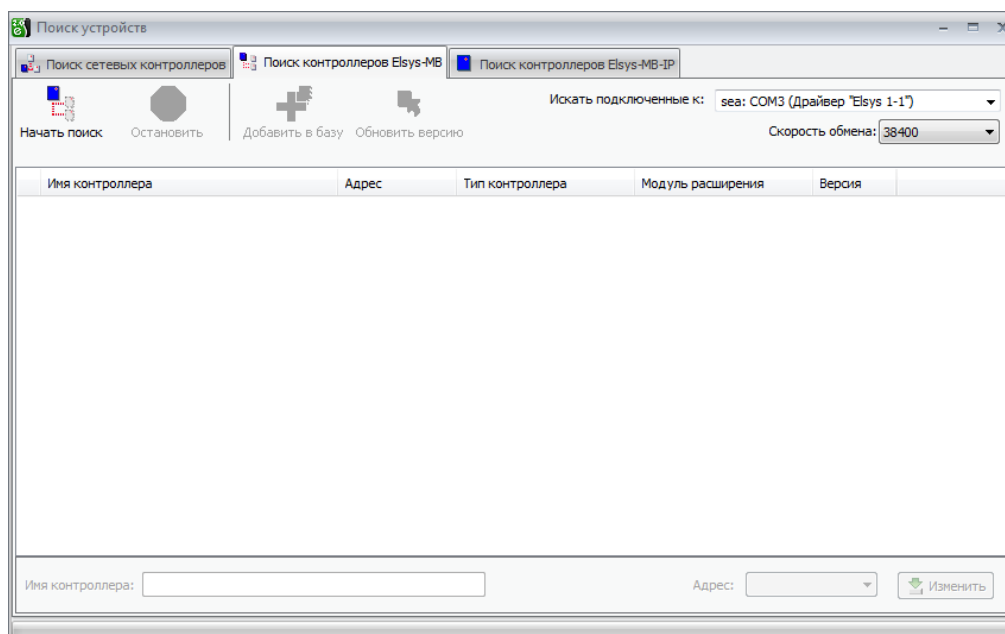 Поиск устройств
Поиск сетевых контроллеров Поиск контроллеров Elsys-MB Поиск контроллеров Elsys-MB-IP
Начать поиск Остановить Добавить в базу Обновить версию
Искать подключенные к: sea: COM3 (Драйвер "Elsys 1-1")
Скорость обмена: 38400
Имя контроллера Адрес Тип контроллера Модуль расширения Версия
Имя контроллера: Адрес: Изменить